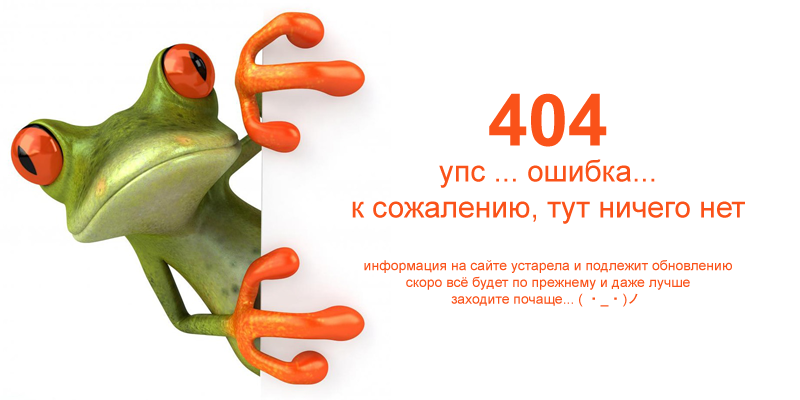 404
упс ... ошибка...
к сожалению, тут ничего нет
информация на сайте устарела и подлежит обновлению
скоро всё будет по прежнему и даже лучше
заходите почаще... ( ・_・)ノ